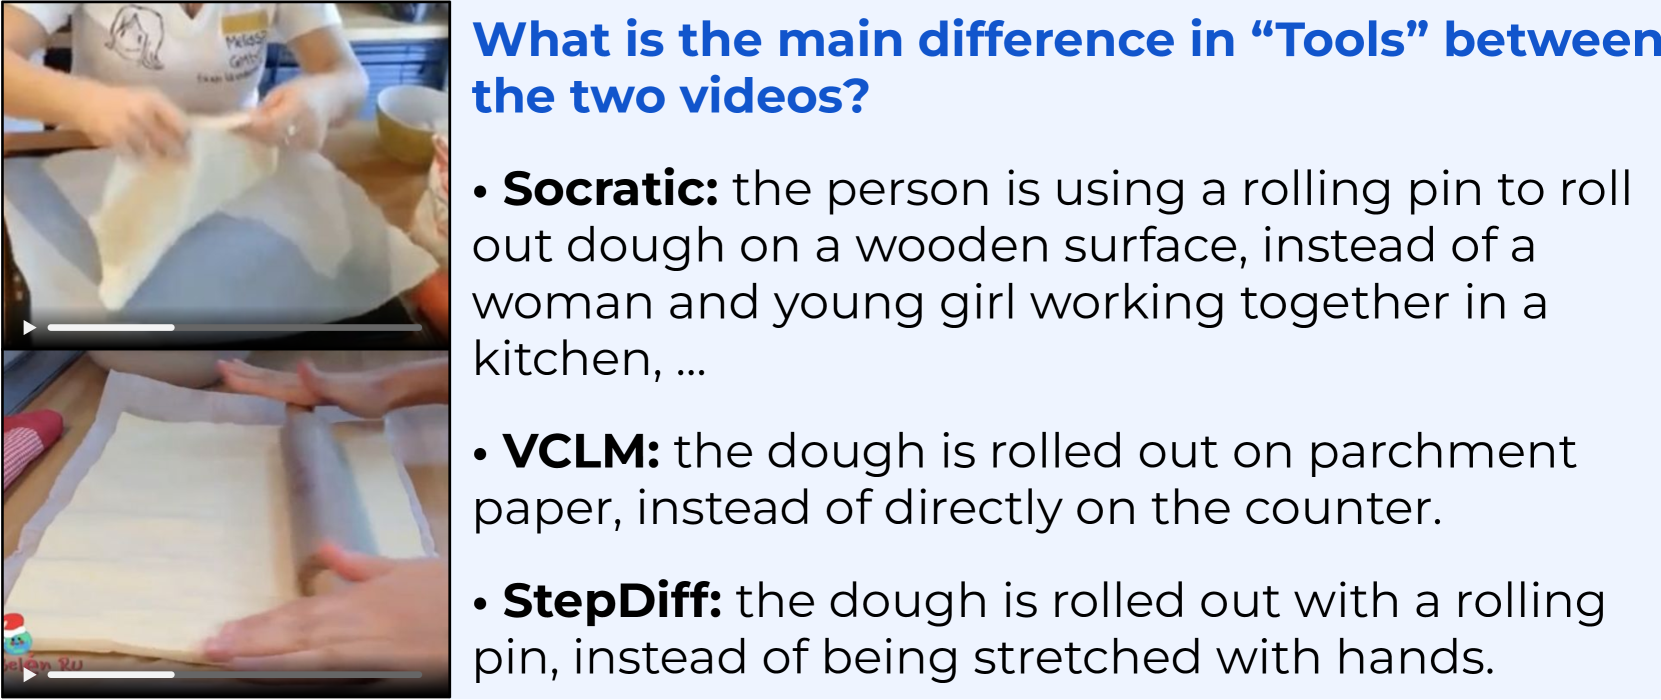 What is the main difference in “Tools” between
the two videos?
• Socratic: the person is using a rolling pin to roll
out dough on a wooden surface, instead of a
woman and young girl working together in a
kitchen, ...
• VCLM: the dough is rolled out on parchment
paper, instead of directly on the counter.
• StepDiff: the dough is rolled out with a rolling
pin, instead of being stretched with hands.